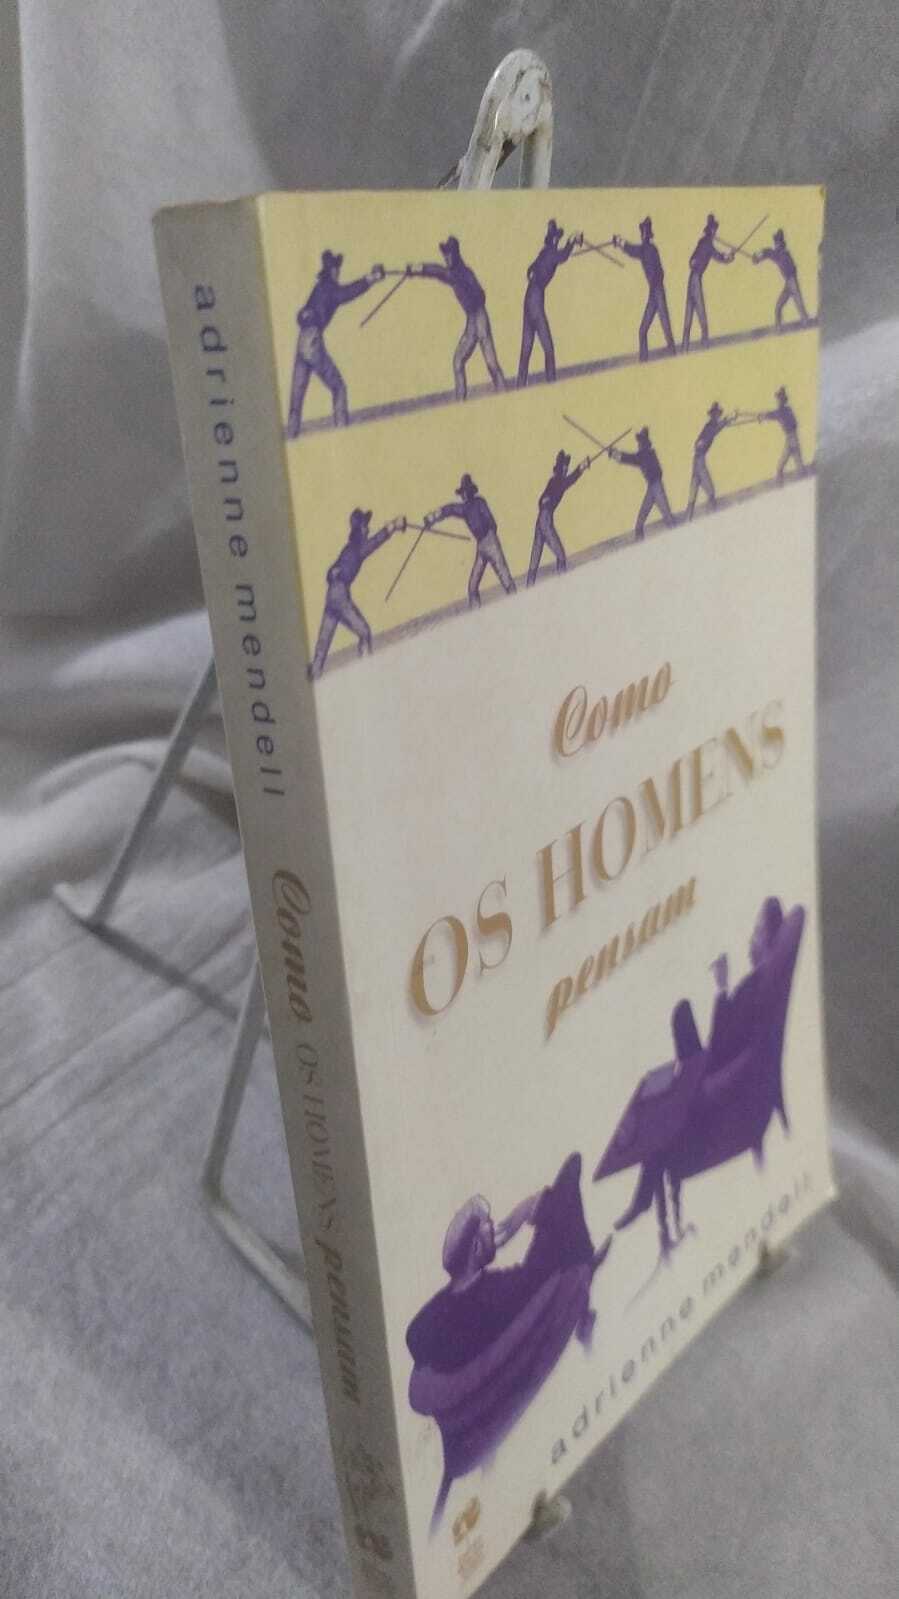 adrienne mendell Como OS HOMENS pensam
Como
OS HOMENS
pensam
adrienne mendell